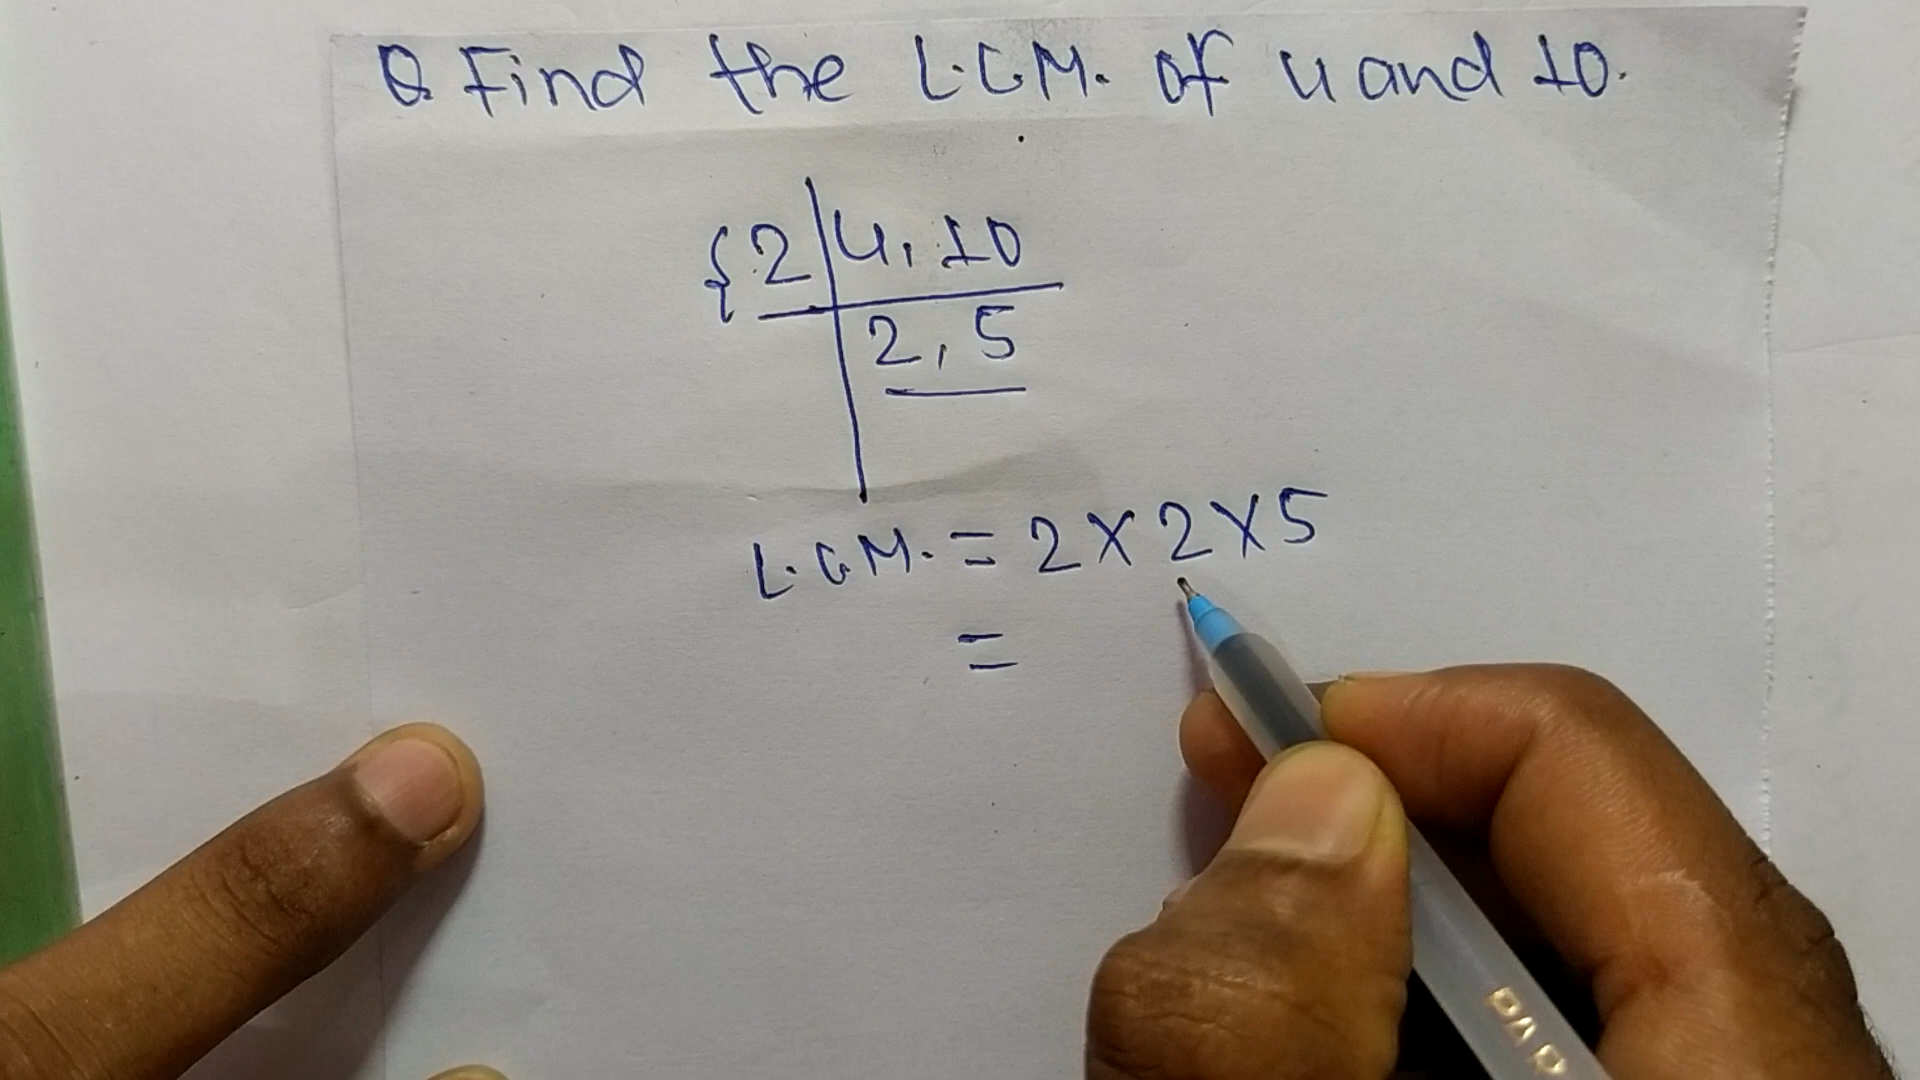 Q Find the L.C.M. of 4 and 10.
{2|4, 10
2, 5
L.C.M. = 2 X 2 X 5
=